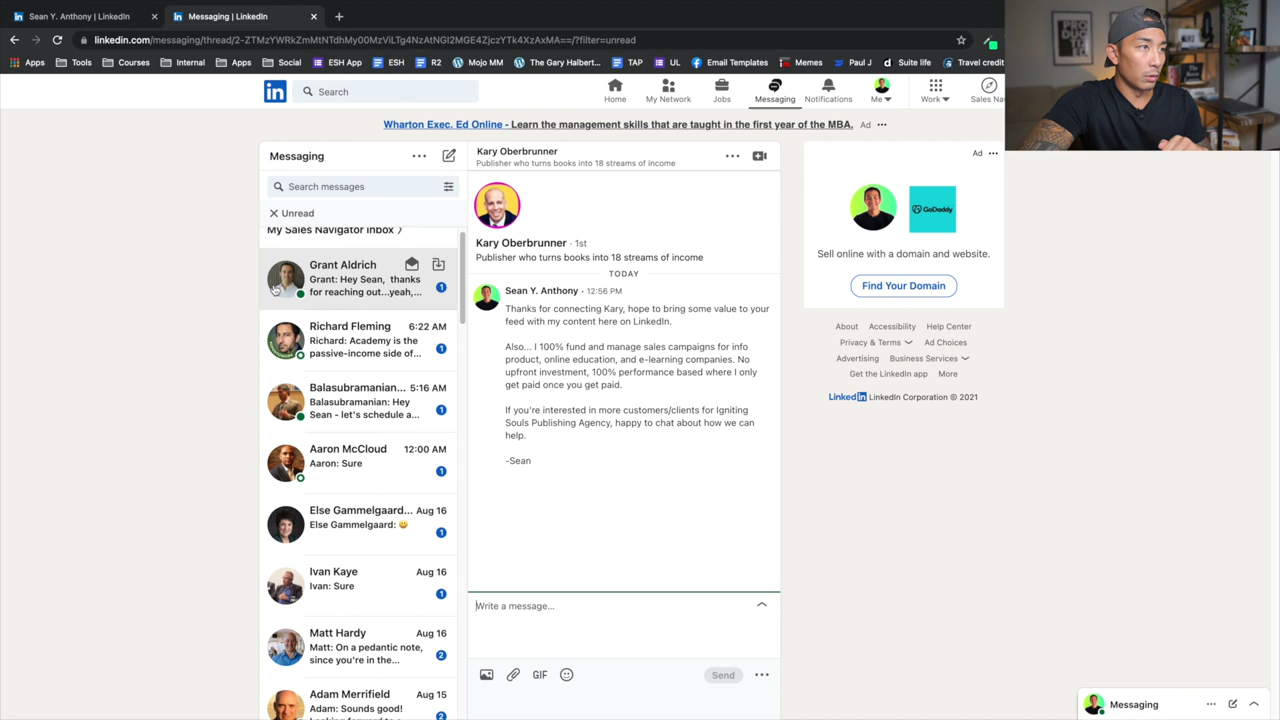 Sean Y. Anthony | LinkedIn
Messaging | LinkedIn
linkedin.com/messaging/thread/2-ZTMzYWRkZmMtNTdhMy00MzViLTg4NzAtNGI2MGE4ZjczYTk4XzAxMA==/?filter=unread
Apps
Tools
Courses
Internal
Apps
Social
ESH App
ESH
R2
Mojo MM
The Gary Halbert...
TAP
UL
Email Templates
Memes
Paul J
Suite life
Travel credit
in
Search
Home
My Network
Jobs
Messaging
Notifications
Me
Work
Sales Na
Wharton Exec. Ed Online - Learn the management skills that are taught in the first year of the MBA.
Ad
Messaging
Search messages
Unread
My Sales Navigator Inbox
Grant Aldrich
Grant: Hey Sean, thanks
for reaching out...yeah,...
1
Richard Fleming
6:22 AM
Richard: Academy is the
passive-income side of...
1
Balasubramanian...
5:16 AM
Balasubramanian: Hey
Sean - let's schedule a...
1
Aaron McCloud
12:00 AM
Aaron: Sure
1
Else Gammelgaard...
Aug 16
Else Gammelgaard: 😀
1
Ivan Kaye
Aug 16
Ivan: Sure
1
Matt Hardy
Aug 16
Matt: On a pedantic note,
since you're in the...
2
Adam Merrifield
Aug 15
Adam: Sounds good!
2
Kary Oberbrunner
Publisher who turns books into 18 streams of income
Kary Oberbrunner · 1st
Publisher who turns books into 18 streams of income
TODAY
Sean Y. Anthony • 12:56 PM
Thanks for connecting Kary, hope to bring some value to your
feed with my content here on LinkedIn.
Also... I 100% fund and manage sales campaigns for info
product, online education, and e-learning companies. No
upfront investment, 100% performance based where I only
get paid once you get paid.
If you're interested in more customers/clients for Igniting
Souls Publishing Agency, happy to chat about how we can
help.
-Sean
Write a message...
GIF
Send
Ad
GoDaddy
Sell online with a domain and website.
Find Your Domain
About
Accessibility
Help Center
Privacy & Terms
Ad Choices
Advertising
Business Services
Get the LinkedIn app
More
LinkedIn LinkedIn Corporation © 2021
Messaging